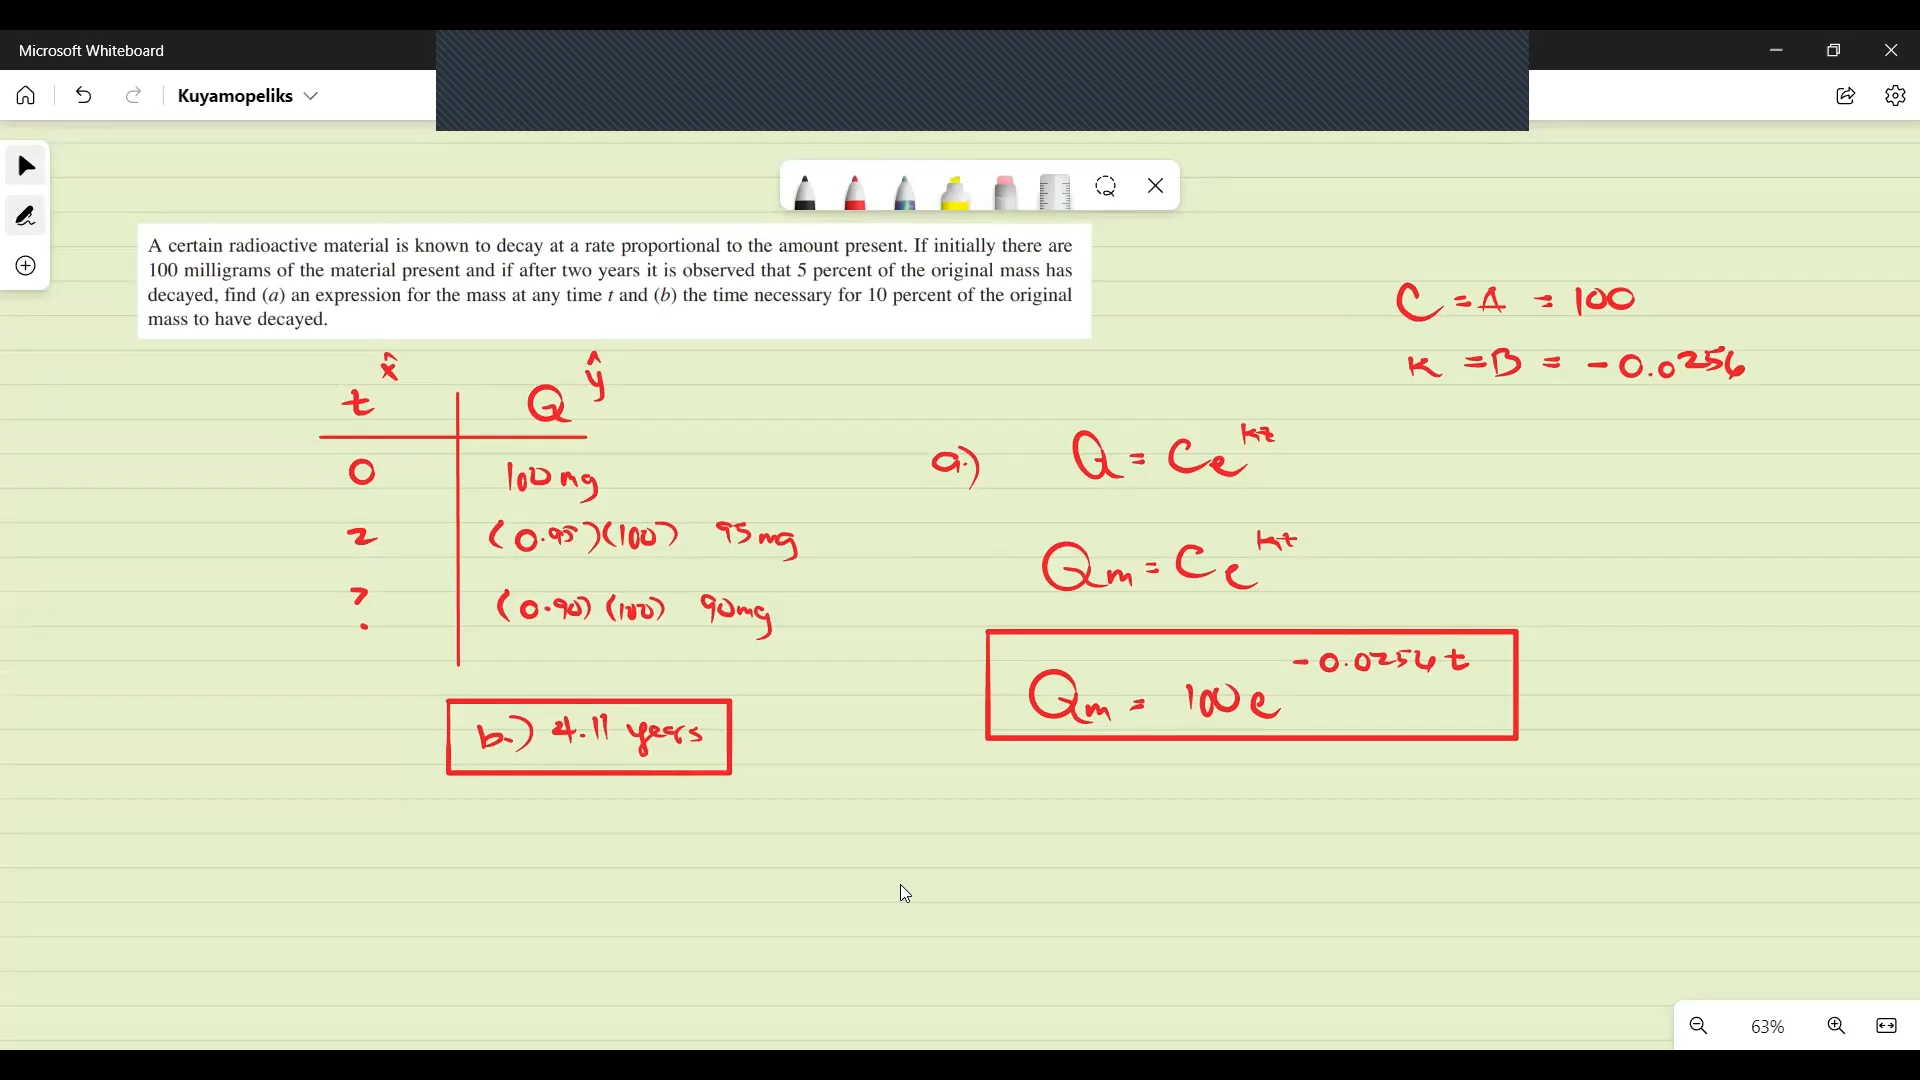 Microsoft Whiteboard
Kuyamopeliks
A certain radioactive material is known to decay at a rate proportional to the amount present. If initially there are
100 milligrams of the material present and if after two years it is observed that 5 percent of the original mass has
decayed, find (a) an expression for the mass at any time t and (b) the time necessary for 10 percent of the original
mass to have decayed.
C = A = 100
K = B = -0.0256
x̂ ŷ
t Q
0 100 mg
2 (0.95)(100) 95 mg
? (0.90)(100) 90 mg
b.) 4.11 years
a.) Q = Ce^kt
Qm = Ce^kt
Qm = 100e^-0.0256t
63%